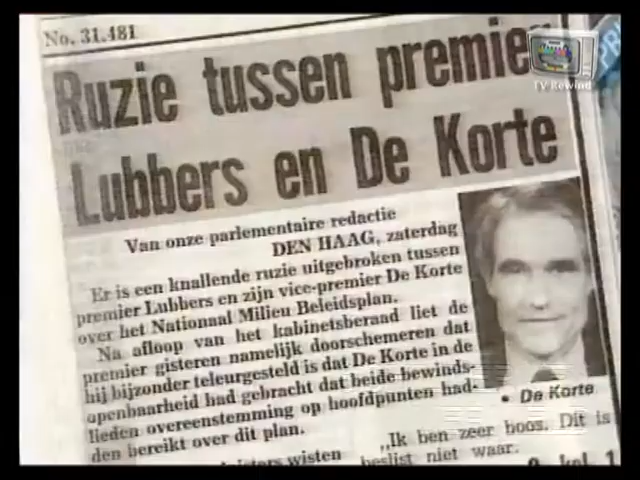 No. 31.481
TV Rewind
Ruzie tussen premier
Lubbers en De Korte
Van onze parlementaire redactie
DEN HAAG, zaterdag
Er is een knallende ruzie uitgebroken tussen
premier Lubbers en zijn vice-premier De Korte
over het Nationaal Milieu Beleidsplan.
Na afloop van het kabinetsberaad liet de
premier gisteren namelijk doorschemeren dat
hij bijzonder teleurgesteld is dat De Korte in de
openbaarheid had gebracht dat beide bewinds-
lieden overeenstemming op hoofdpunten had-
den bereikt over dit plan.
wisten
• De Korte
„Ik ben zeer boos. Dit is
beslist niet waar.
kol. 1